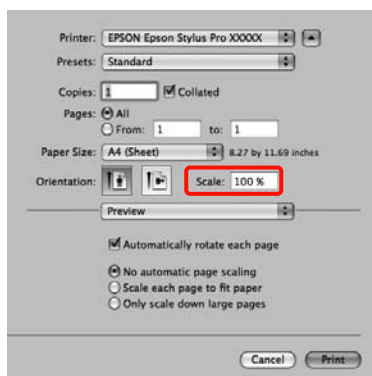 Printer: EPSON Epson Stylus Pro XXXXX
Presets: Standard
Copies: 1 Collated
Pages: All
From: 1 to: 1
Paper Size: A4 (Sheet) 8.27 by 11.69 inches
Orientation: Scale: 100 %
Preview
Automatically rotate each page
No automatic page scaling
Scale each page to fit paper
Only scale down large pages
Cancel Print